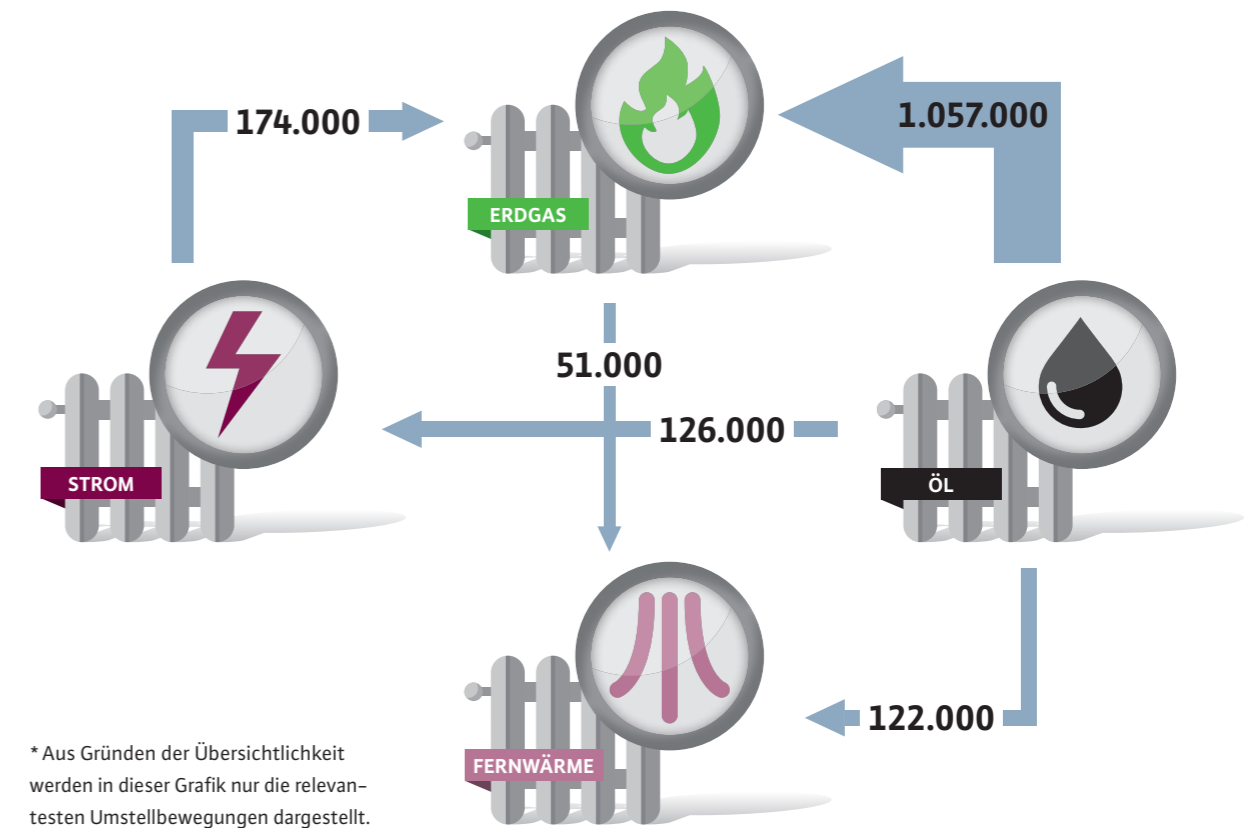 174.000
1.057.000
ERDGAS
51.000
126.000
STROM
ÖL
122.000
FERNWÄRME
* Aus Gründen der Übersichtlichkeit
werden in dieser Grafik nur die relevan-
testen Umstellbewegungen dargestellt.